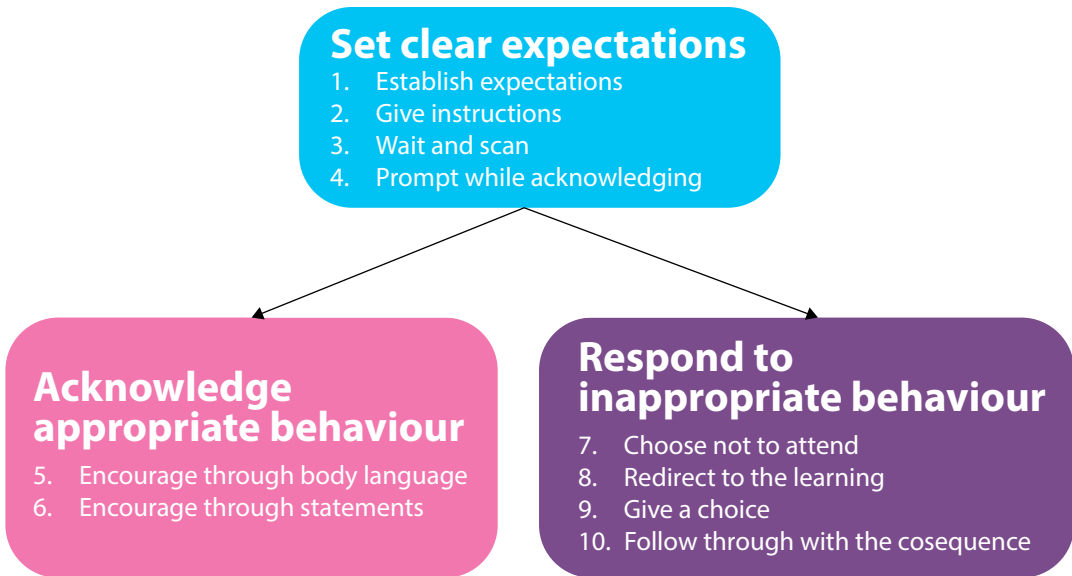 Set clear expectations
1. Establish expectations
2. Give instructions
3. Wait and scan
4. Prompt while acknowledging
Acknowledge
appropriate behaviour
5. Encourage through body language
6. Encourage through statements
Respond to
inappropriate behaviour
7. Choose not to attend
8. Redirect to the learning
9. Give a choice
10. Follow through with the cosequence